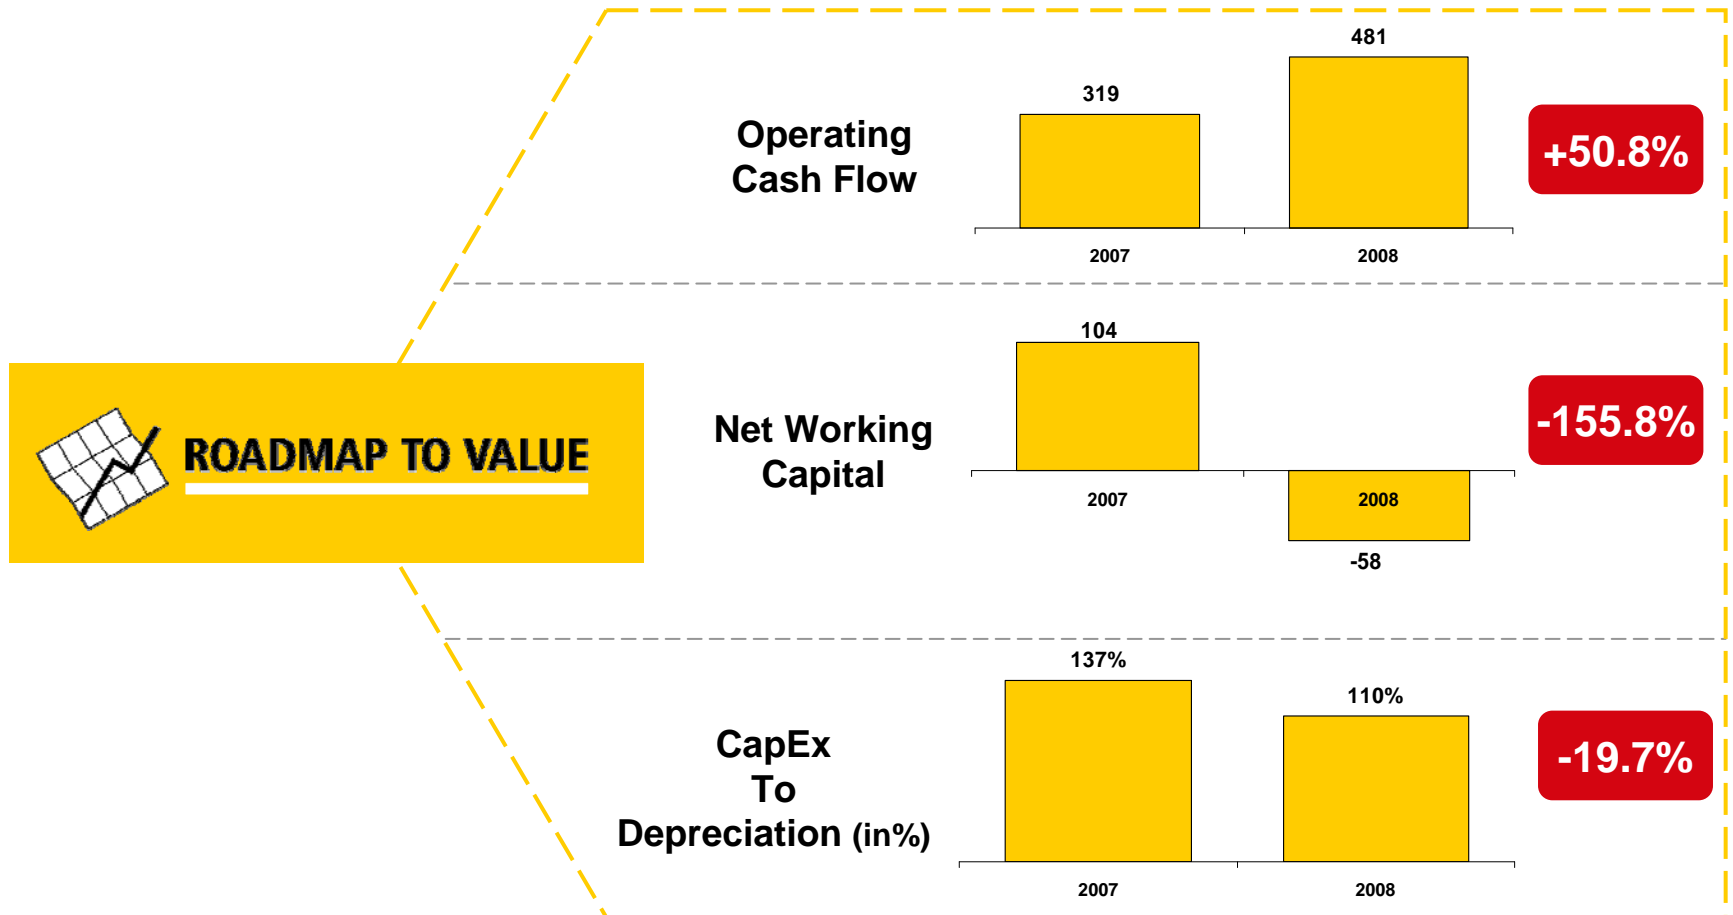 481
319
Operating
Cash Flow
+50.8%
2007
2008
104
Net Working
Capital
-155.8%
2007
2008
-58
ROADMAP TO VALUE
137%
110%
CapEx
To
Depreciation (in%)
-19.7%
2007
2008